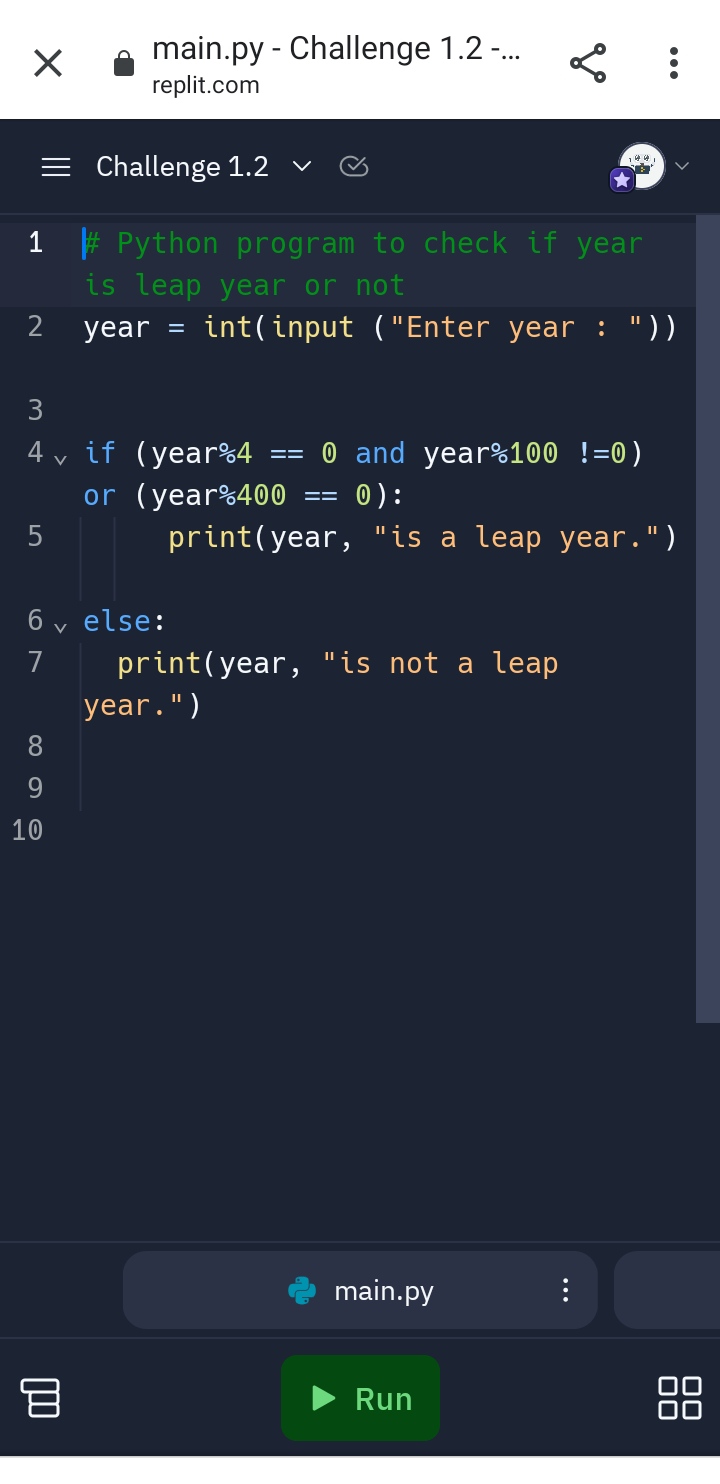 main.py - Challenge 1.2 -...
replit.com
Challenge 1.2
1 # Python program to check if year
is leap year or not
2 year = int(input ("Enter year : "))
3
4 if (year%4 == 0 and year%100 !=0)
or (year%400 == 0):
5 print(year, "is a leap year.")
6 else:
7 print(year, "is not a leap
year.")
8
9
10
main.py
Run